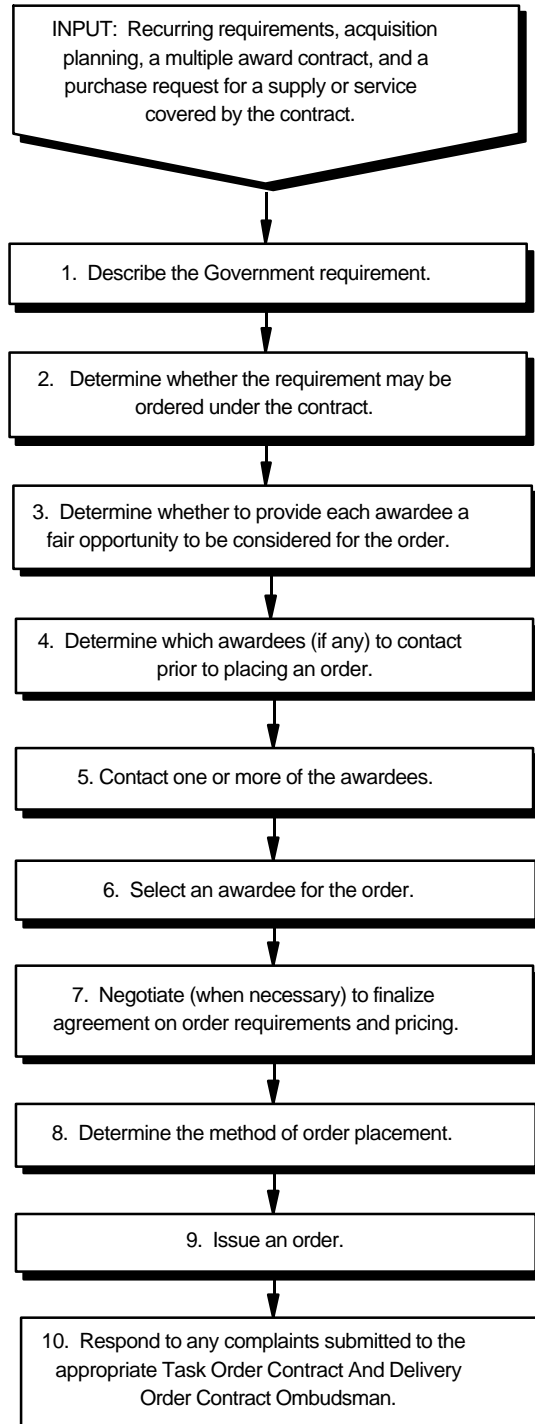 INPUT: Recurring requirements, acquisition
planning, a multiple award contract, and a
purchase request for a supply or service
covered by the contract.
1. Describe the Government requirement.
2. Determine whether the requirement may be
ordered under the contract.
3. Determine whether to provide each awardee a
fair opportunity to be considered for the order.
4. Determine which awardees (if any) to contact
prior to placing an order.
5. Contact one or more of the awardees.
6. Select an awardee for the order.
7. Negotiate (when necessary) to finalize
agreement on order requirements and pricing.
8. Determine the method of order placement.
9. Issue an order.
10. Respond to any complaints submitted to the
appropriate Task Order Contract And Delivery
Order Contract Ombudsman.